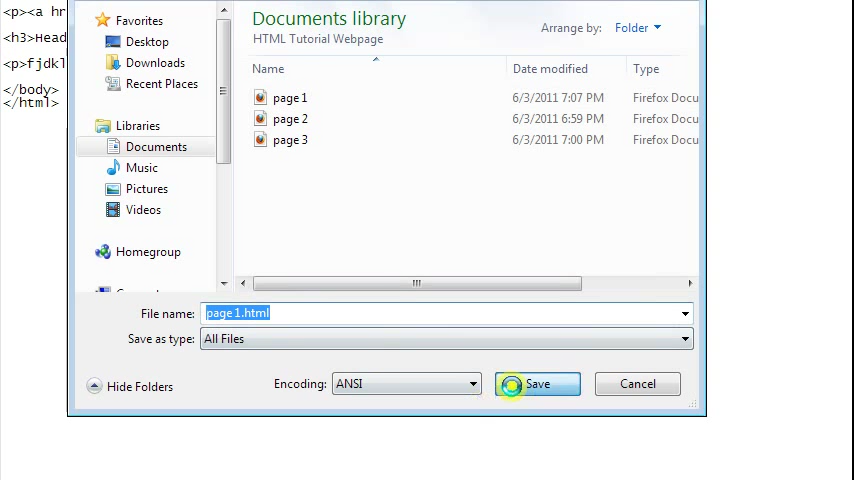 <p><a hr
<h3>Head
<p>fjdkl
</body>
</html>
Favorites
Desktop
Downloads
Recent Places
Libraries
Documents
Music
Pictures
Videos
Homegroup
Documents library
HTML Tutorial Webpage
Arrange by: Folder
Name Date modified Type
page 1 6/3/2011 7:07 PM Firefox Docu
page 2 6/3/2011 6:59 PM Firefox Docu
page 3 6/3/2011 7:00 PM Firefox Docu
File name: page1.html
Save as type: All Files
Hide Folders
Encoding: ANSI
Save
Cancel